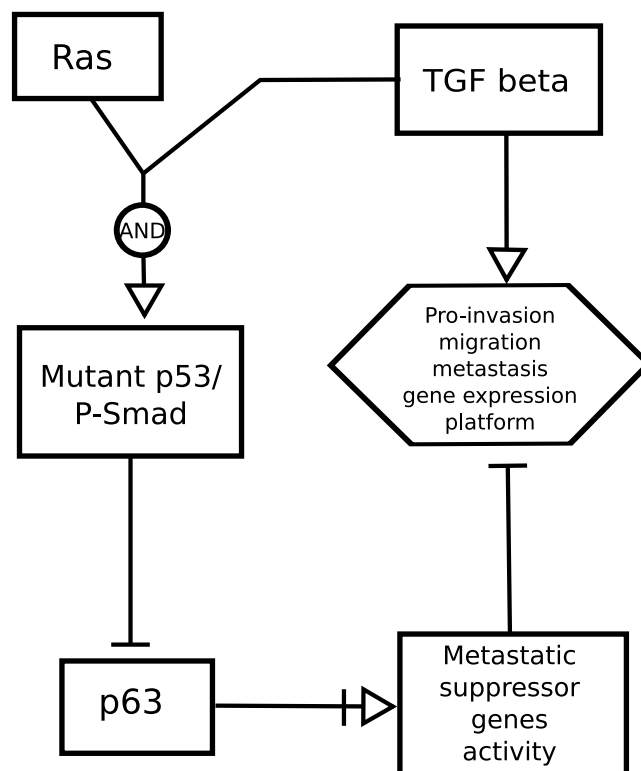 Ras
TGF beta
AND
Pro-invasion
migration
metastasis
gene expression
platform
Mutant p53/
P-Smad
p63
Metastatic
suppressor
genes
activity